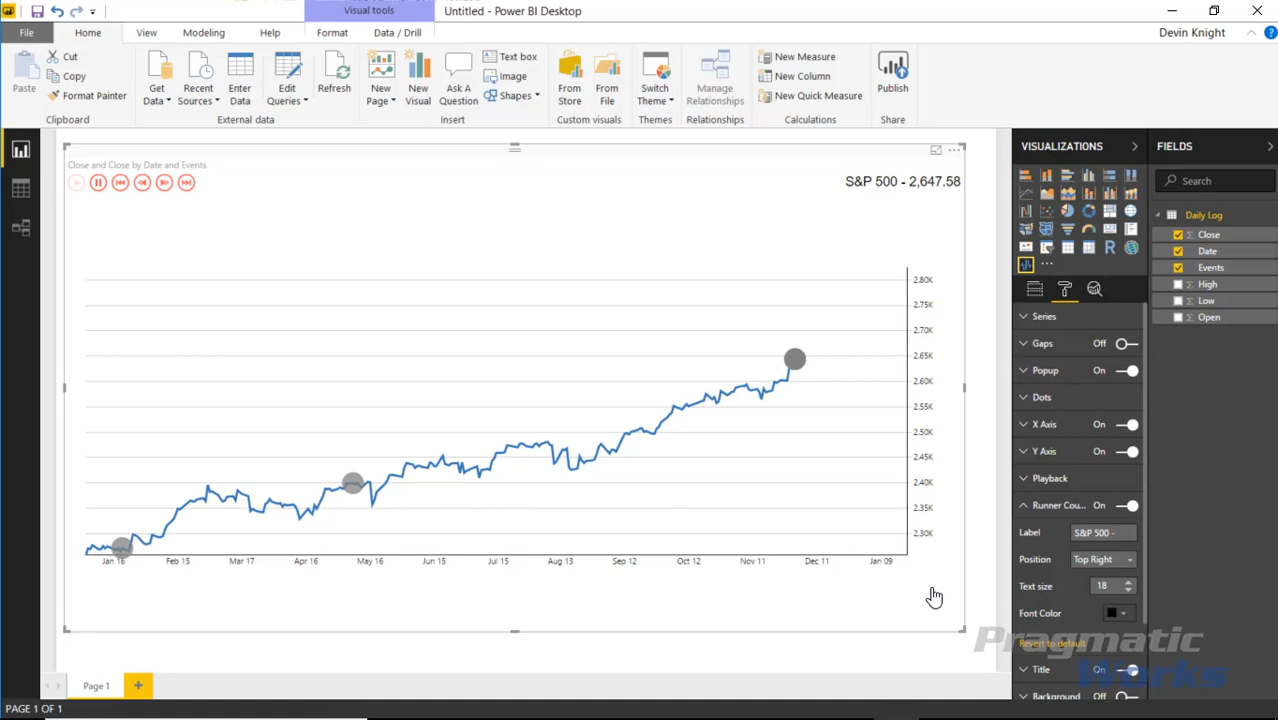 Visual tools
Untitled - Power BI Desktop
File
Home
View
Modeling
Help
Format
Data / Drill
Devin Knight
Paste
Cut
Copy
Format Painter
Clipboard
Get Data
Recent Sources
Enter Data
Edit Queries
Refresh
External data
New Page
New Visual
Ask A Question
Text box
Image
Shapes
Insert
From Store
From File
Custom visuals
Switch Theme
Themes
Manage Relationships
Relationships
New Measure
New Column
New Quick Measure
Calculations
Publish
Share
Close and Close by Date and Events
S&P 500 - 2,647.58
2.80K
2.75K
2.70K
2.65K
2.60K
2.55K
2.50K
2.45K
2.40K
2.35K
2.30K
Jan 16
Feb 15
Mar 17
Apr 16
May 16
Jun 15
Jul 15
Aug 13
Sep 12
Oct 12
Nov 11
Dec 11
Jan 09
VISUALIZATIONS
R
Series
Gaps Off
Popup On
Dots
X Axis On
Y Axis On
Playback
Runner Cou... On
Label S&P 500 -
Position Top Right
Text size 18
Font Color
Revert to default
Title On
Background Off
FIELDS
Search
Daily Log
Close
Date
Events
High
Low
Open
Pragmatic
Works
Page 1
PAGE 1 OF 1